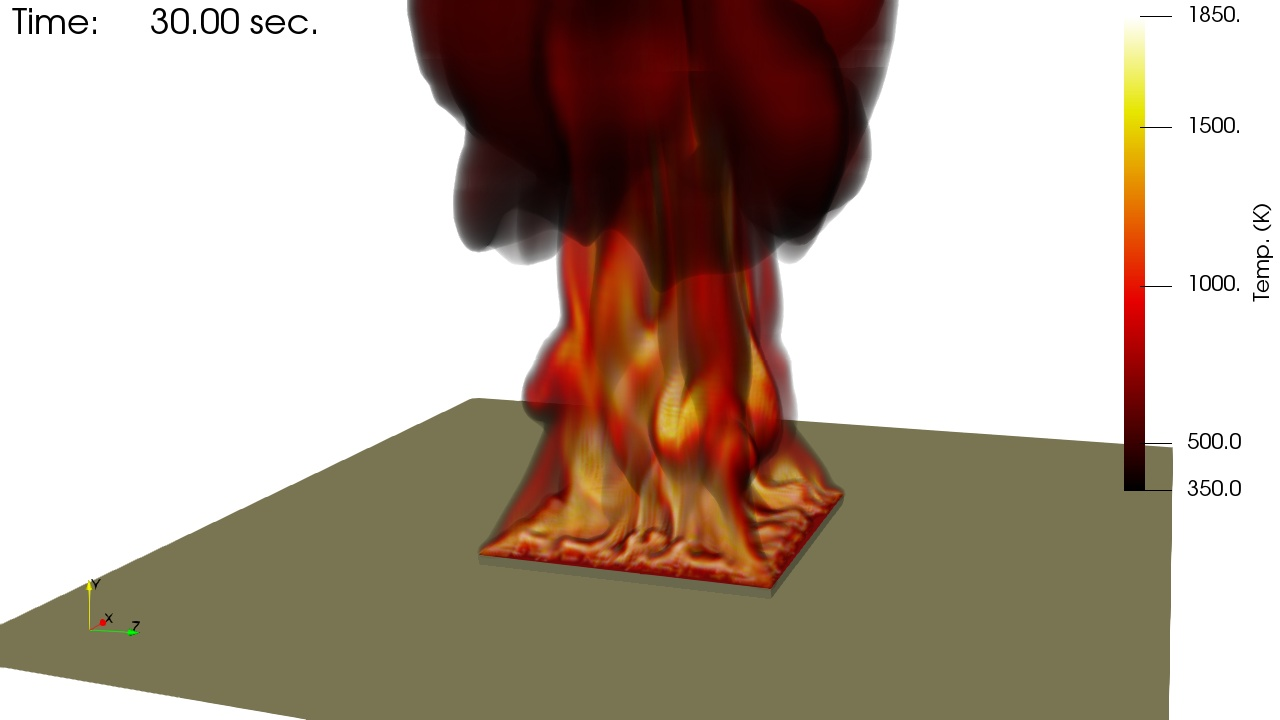 Time: 30.00 sec.
1850.
1500.
1000.
500.0
350.0
Temp. (K)
Y
X
Z